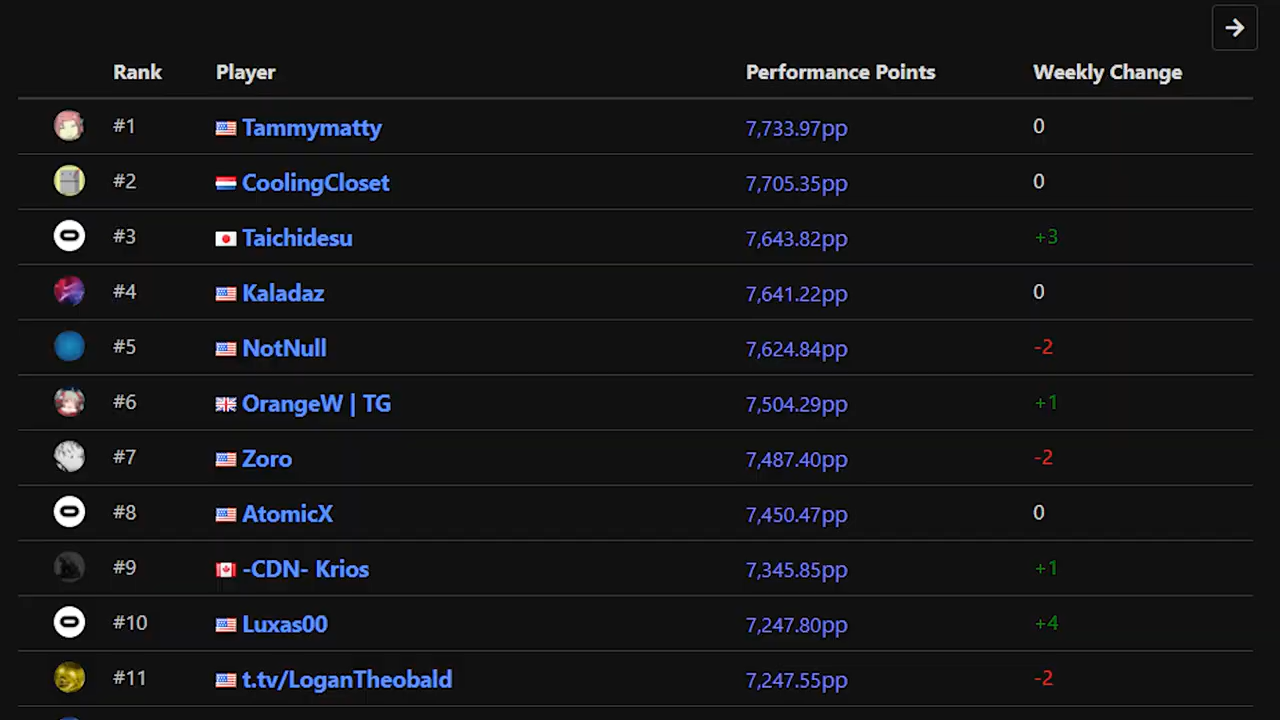 Rank Player Performance Points Weekly Change
#1 Tammymatty 7,733.97pp 0
#2 CoolingCloset 7,705.35pp 0
#3 Taichidesu 7,643.82pp +3
#4 Kaladaz 7,641.22pp 0
#5 NotNull 7,624.84pp -2
#6 OrangeW | TG 7,504.29pp +1
#7 Zoro 7,487.40pp -2
#8 AtomicX 7,450.47pp 0
#9 -CDN- Krios 7,345.85pp +1
#10 Luxas00 7,247.80pp +4
#11 t.tv/LoganTheobald 7,247.55pp -2